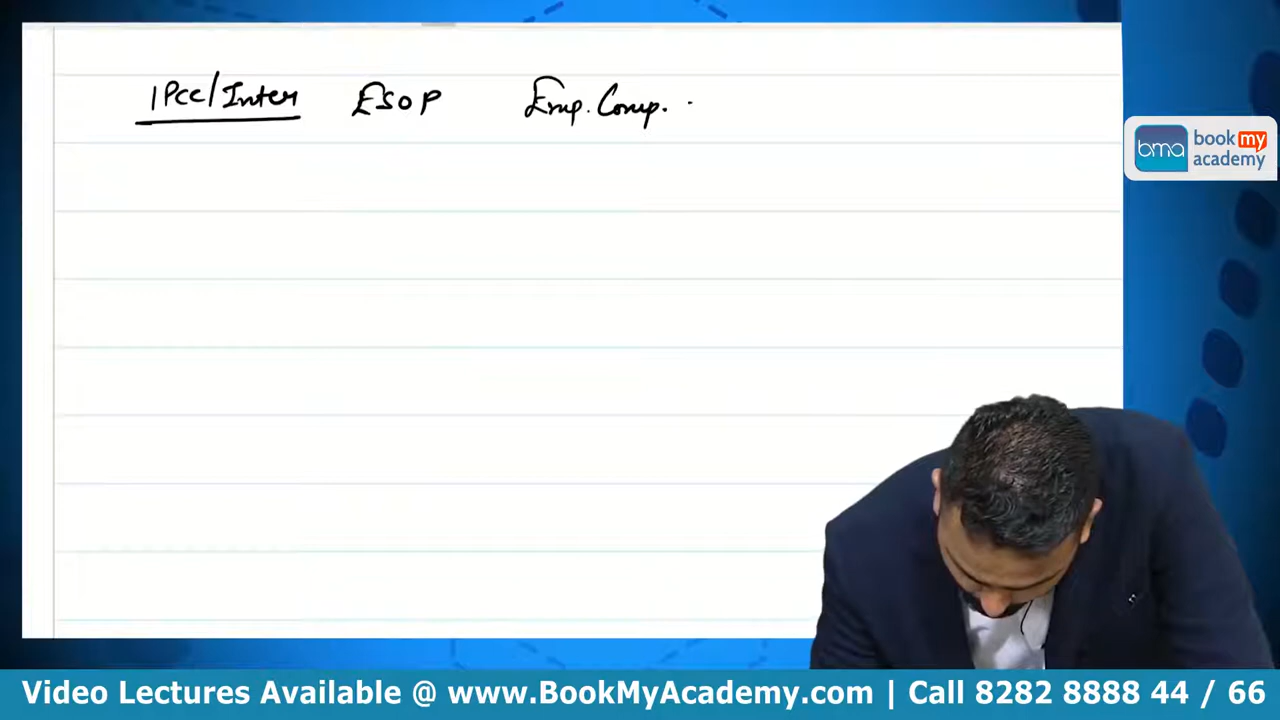 IPCC/Inter ESOP Emp. Comp.
bma book my academy
Video Lectures Available @ www.BookMyAcademy.com | Call 8282 8888 44 / 66